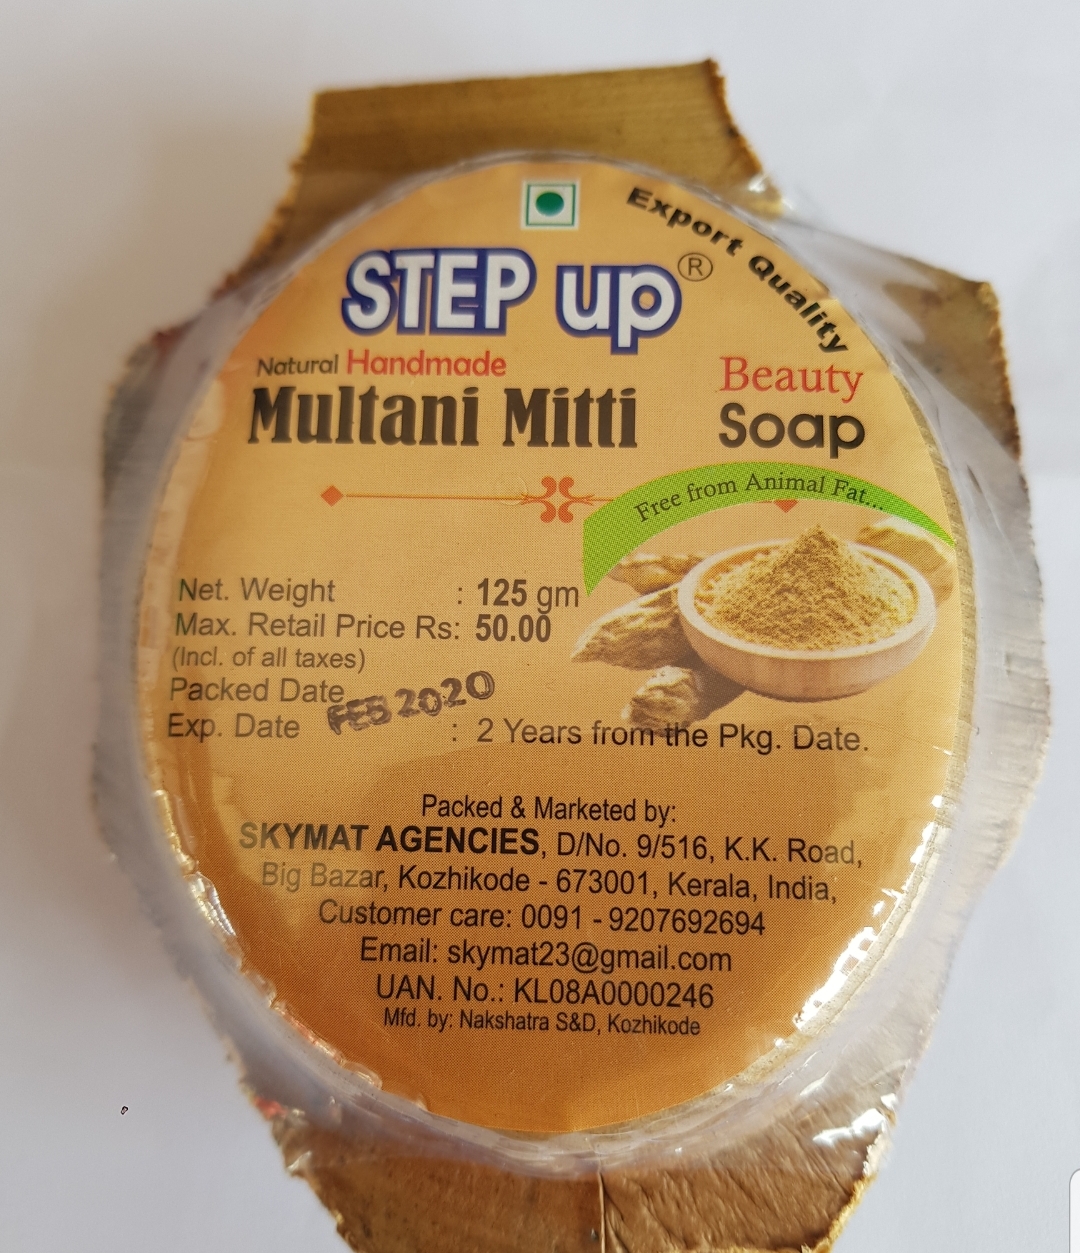 Export Quality
STEP up®
Natural Handmade
Multani Mitti
Beauty
Soap
Free from Animal Fat...
Net. Weight : 125 gm
Max. Retail Price Rs: 50.00
(Incl. of all taxes)
Packed Date FEB 2020
Exp. Date : 2 Years from the Pkg. Date.
Packed & Marketed by:
SKYMAT AGENCIES, D/No. 9/516, K.K. Road,
Big Bazar, Kozhikode - 673001, Kerala, India,
Customer care: 0091 - 9207692694
Email: skymat23@gmail.com
UAN. No.: KL08A0000246
Mfd. by: Nakshatra S&D, Kozhikode